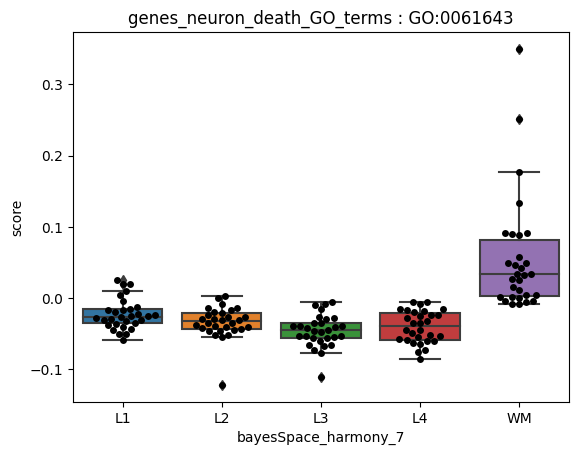 genes_neuron_death_GO_terms : GO:0061643
score
0.3
0.2
0.1
0.0
−0.1
L1 L2 L3 L4 WM
bayesSpace_harmony_7